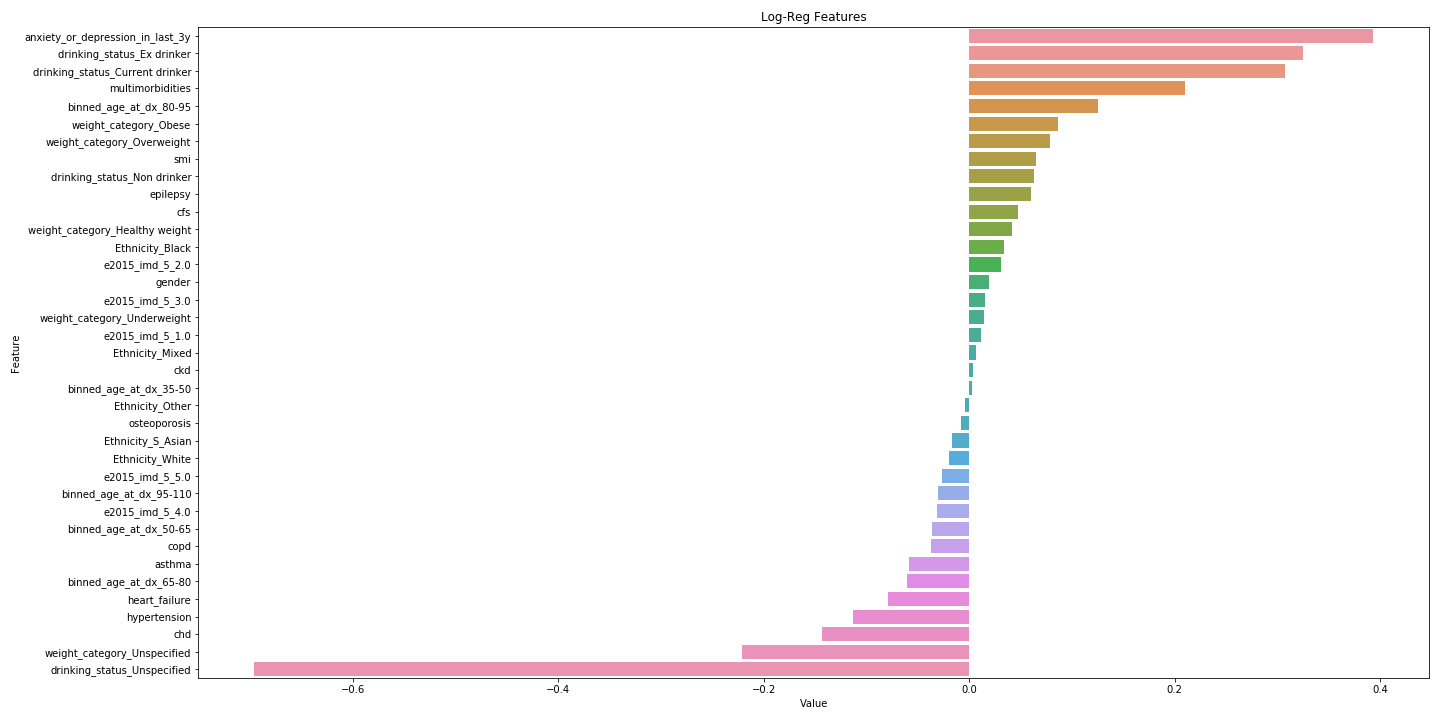 Log-Reg Features
anxiety_or_depression_in_last_3y
drinking_status_Ex drinker
drinking_status_Current drinker
multimorbidities
binned_age_at_dx_80-95
weight_category_Obese
weight_category_Overweight
smi
drinking_status_Non drinker
epilepsy
cfs
weight_category_Healthy weight
Ethnicity_Black
e2015_imd_5_2.0
gender
e2015_imd_5_3.0
weight_category_Underweight
e2015_imd_5_1.0
Ethnicity_Mixed
ckd
binned_age_at_dx_35-50
Ethnicity_Other
osteoporosis
Ethnicity_S_Asian
Ethnicity_White
e2015_imd_5_5.0
binned_age_at_dx_95-110
e2015_imd_5_4.0
binned_age_at_dx_50-65
copd
asthma
binned_age_at_dx_65-80
heart_failure
hypertension
chd
weight_category_Unspecified
drinking_status_Unspecified
Feature
−0.6 −0.4 −0.2 0.0 0.2 0.4
Value